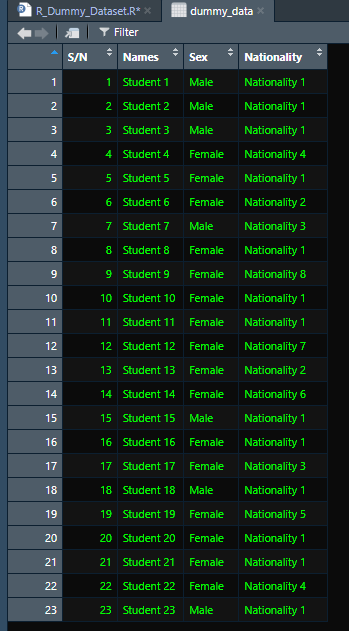 R_Dummy_Dataset.R* dummy_data
Filter
S/N Names Sex Nationality
1 1 Student 1 Male Nationality 1
2 2 Student 2 Male Nationality 1
3 3 Student 3 Male Nationality 1
4 4 Student 4 Female Nationality 4
5 5 Student 5 Female Nationality 1
6 6 Student 6 Female Nationality 2
7 7 Student 7 Male Nationality 3
8 8 Student 8 Female Nationality 1
9 9 Student 9 Female Nationality 8
10 10 Student 10 Female Nationality 1
11 11 Student 11 Female Nationality 1
12 12 Student 12 Female Nationality 7
13 13 Student 13 Female Nationality 2
14 14 Student 14 Female Nationality 6
15 15 Student 15 Male Nationality 1
16 16 Student 16 Female Nationality 1
17 17 Student 17 Female Nationality 3
18 18 Student 18 Male Nationality 1
19 19 Student 19 Female Nationality 5
20 20 Student 20 Female Nationality 1
21 21 Student 21 Female Nationality 1
22 22 Student 22 Female Nationality 4
23 23 Student 23 Male Nationality 1